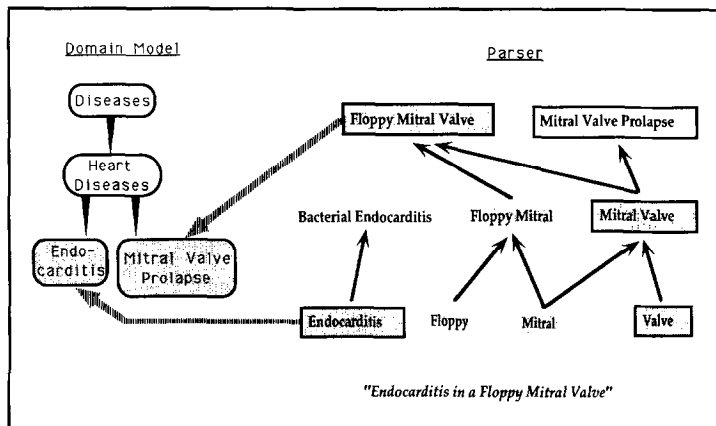 Domain Model
Parser
Diseases
Heart
Diseases
Endo-
carditis
Mitral Valve
Prolapse
Floppy Mitral Valve
Mitral Valve Prolapse
Bacterial Endocarditis
Floppy Mitral
Mitral Valve
Endocarditis
Floppy
Mitral
Valve
"Endocarditis in a Floppy Mitral Valve"